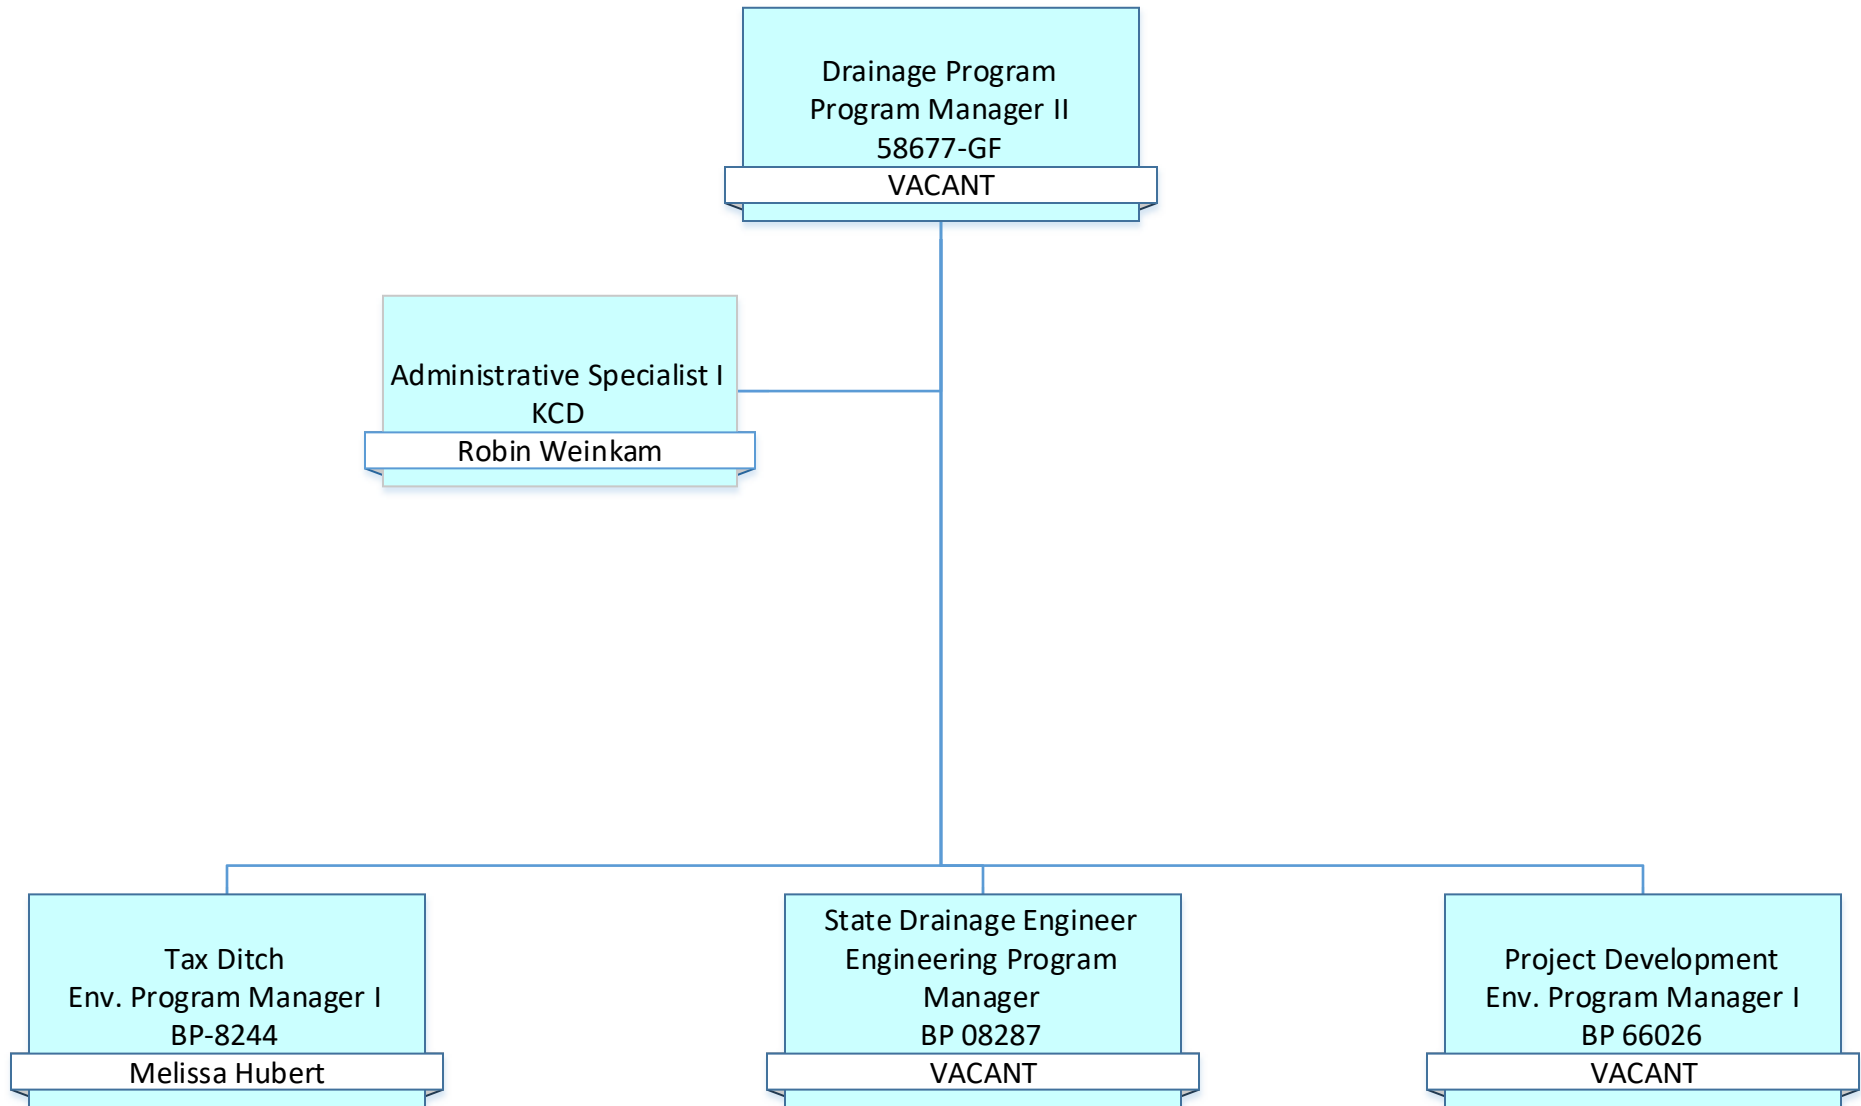 Drainage Program
Program Manager II
58677-GF
VACANT
Administrative Specialist I
KCD
Robin Weinkam
Tax Ditch
Env. Program Manager I
BP-8244
Melissa Hubert
State Drainage Engineer
Engineering Program
Manager
BP 08287
VACANT
Project Development
Env. Program Manager I
BP 66026
VACANT